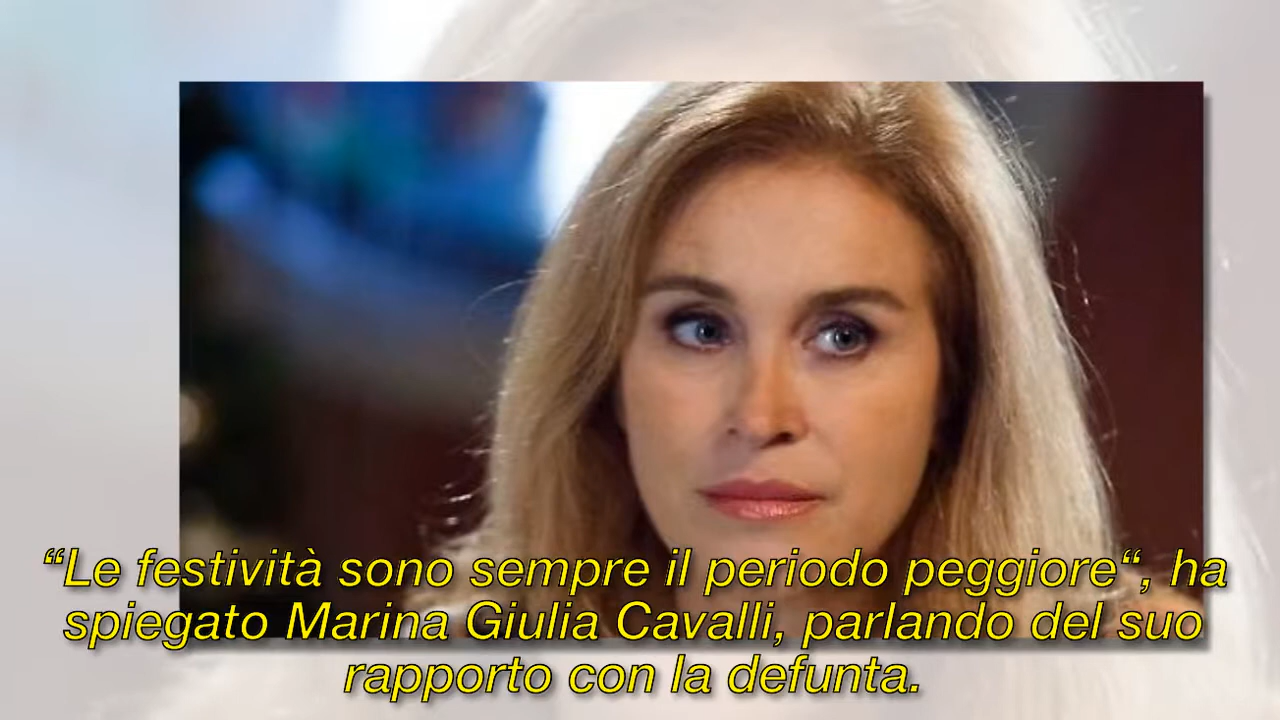 “Le festività sono sempre il periodo peggiore“, ha
spiegato Marina Giulia Cavalli, parlando del suo
rapporto con la defunta.